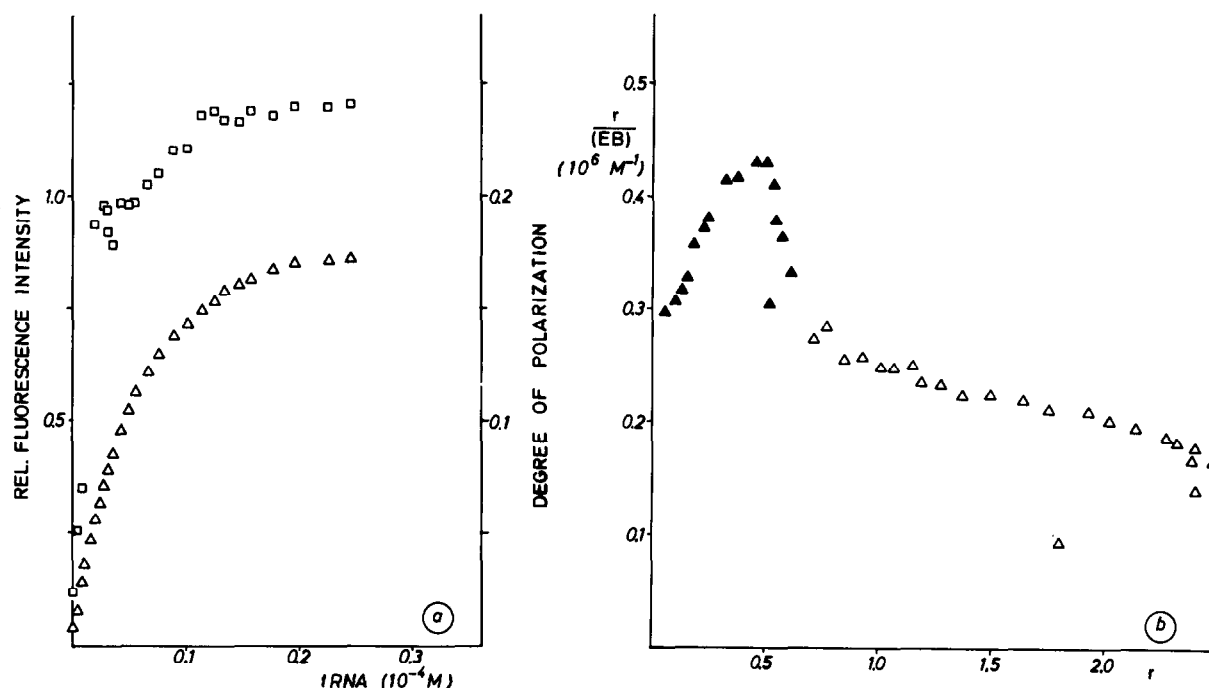 REL. FLUORESCENCE INTENSITY
1.0
0.5
0.2
0.1
DEGREE OF POLARIZATION
0.1
0.2
0.3
tRNA (10⁻⁴M)
a
r
(EB)
(10⁶ M⁻¹)
0.5
0.4
0.3
0.2
0.1
0.5
1.0
1.5
2.0
r
b